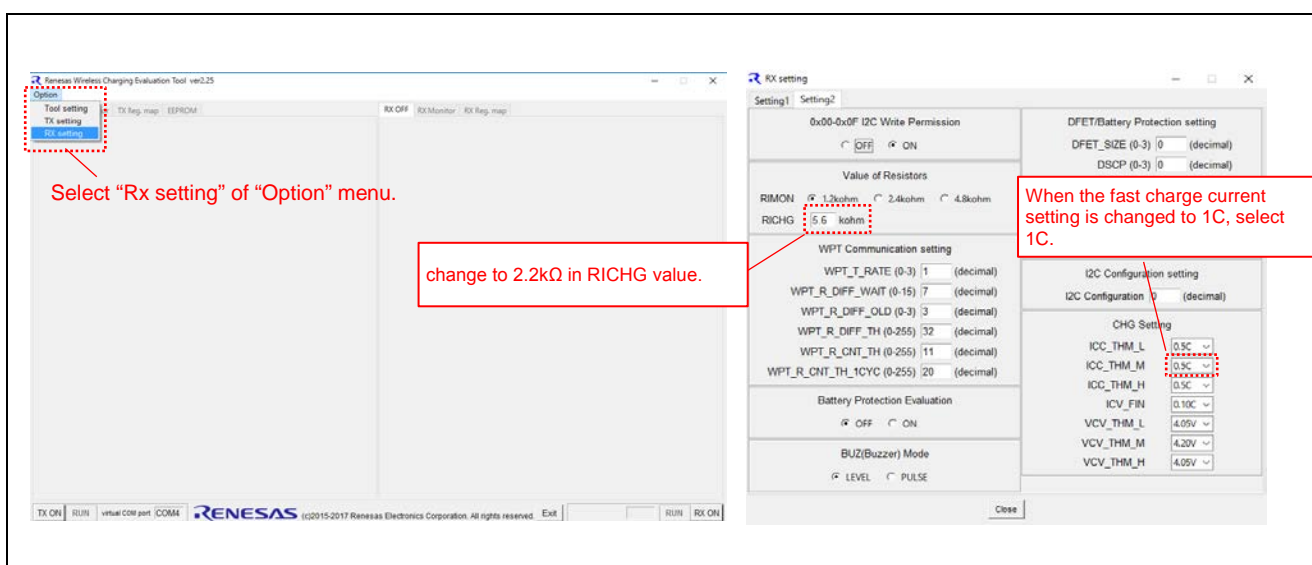 Renesas Wireless Charging Evaluation Tool ver2.25
Option
Tool setting
TX setting
RX setting
TX Reg. map EEPROM
RX OFF RX Monitor RX Reg. map
Select “Rx setting” of “Option” menu.
TX ON RUN virtual COM port COM4 RENESAS (c)2015-2017 Renesas Electronics Corporation. All rights reserved. Exit RUN RX ON
RX setting
Setting1 Setting2
0x00-0x0F I2C Write Permission
OFF ON
Value of Resistors
RIMON 1.2kohm 2.4kohm 4.8kohm
RICHG 5.6 kohm
change to 2.2kΩ in RICHG value.
WPT Communication setting
WPT_T_RATE (0-3) 1 (decimal)
WPT_R_DIFF_WAIT (0-15) 7 (decimal)
WPT_R_DIFF_OLD (0-3) 3 (decimal)
WPT_R_DIFF_TH (0-255) 32 (decimal)
WPT_R_CNT_TH (0-255) 11 (decimal)
WPT_R_CNT_TH_1CYC (0-255) 20 (decimal)
Battery Protection Evaluation
OFF ON
BUZ(Buzzer) Mode
LEVEL PULSE
DFET/Battery Protection setting
DFET_SIZE (0-3) 0 (decimal)
DSCP (0-3) 0 (decimal)
When the fast charge current
setting is changed to 1C, select
1C.
I2C Configuration setting
I2C Configuration 0 (decimal)
CHG Setting
ICC_THM_L 0.5C
ICC_THM_M 0.5C
ICC_THM_H 0.5C
ICV_FIN 0.10C
VCV_THM_L 4.05V
VCV_THM_M 4.20V
VCV_THM_H 4.05V
Close